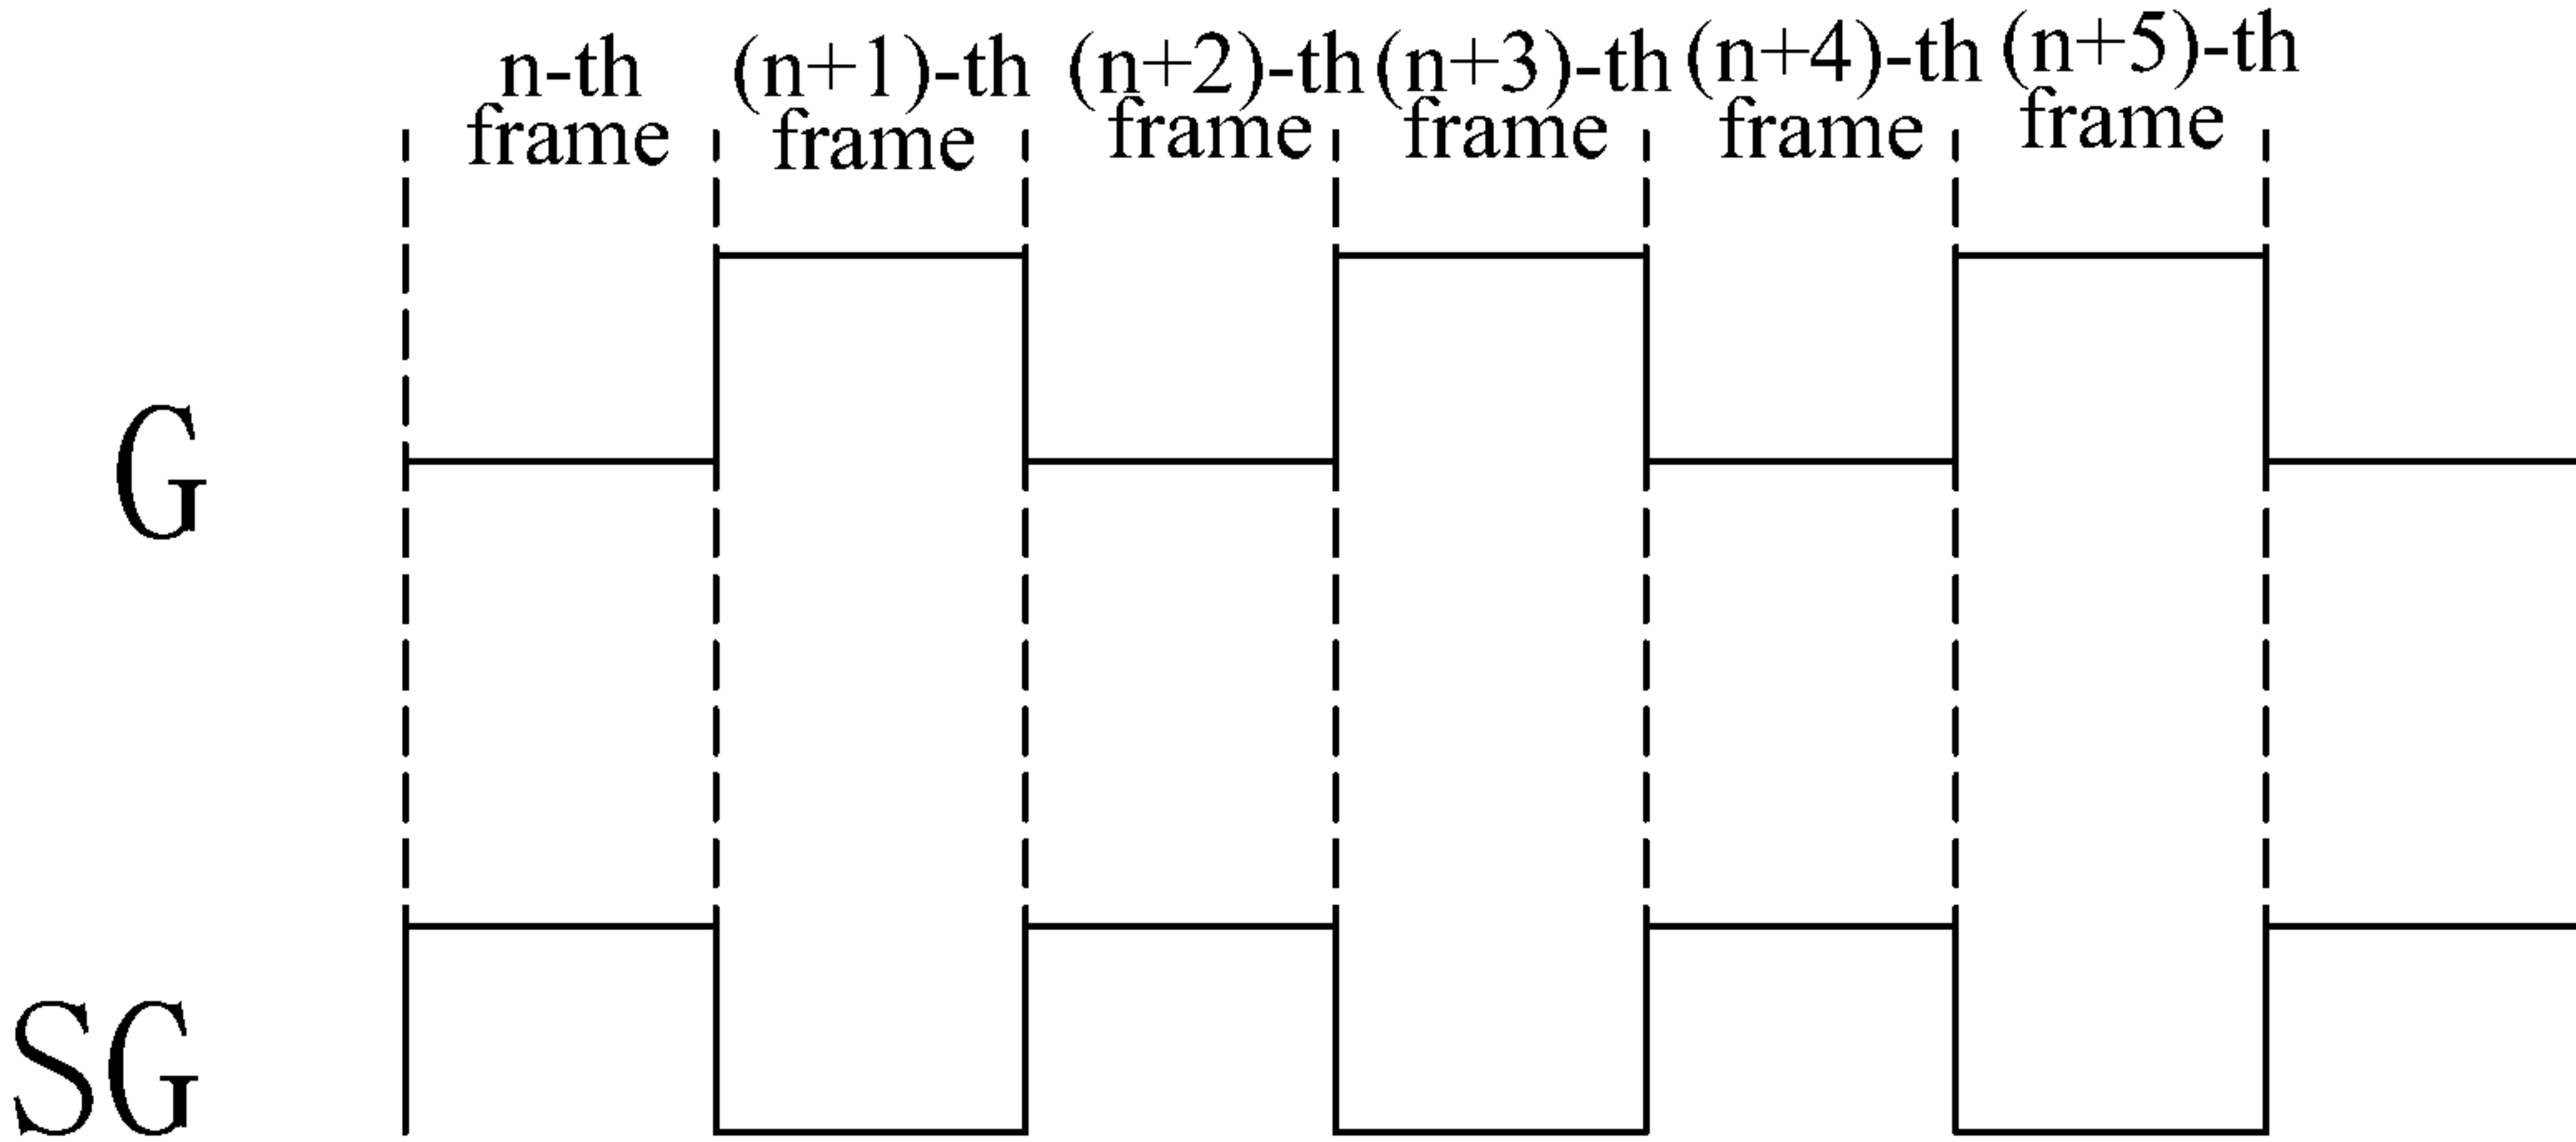 n-th
frame
(n+1)-th
frame
(n+2)-th
frame
(n+3)-th
frame
(n+4)-th
frame
(n+5)-th
frame
G
SG